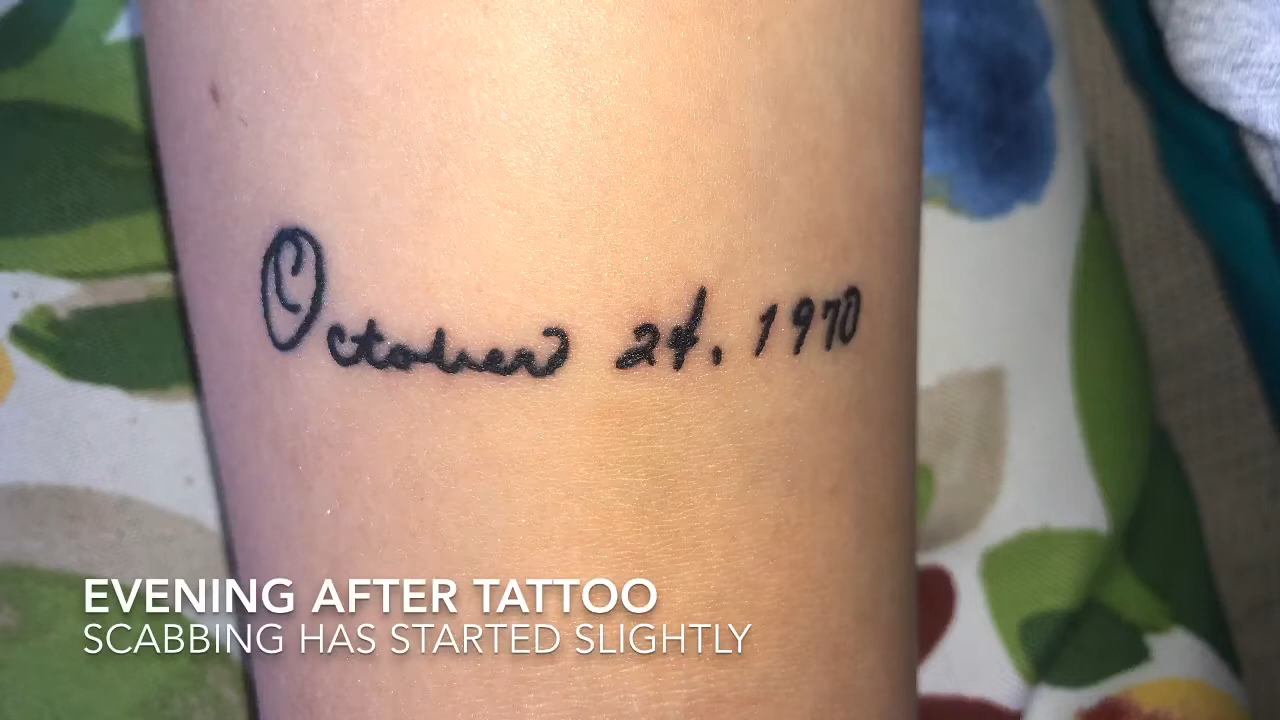 October 24, 1970
EVENING AFTER TATTOO
SCABBING HAS STARTED SLIGHTLY